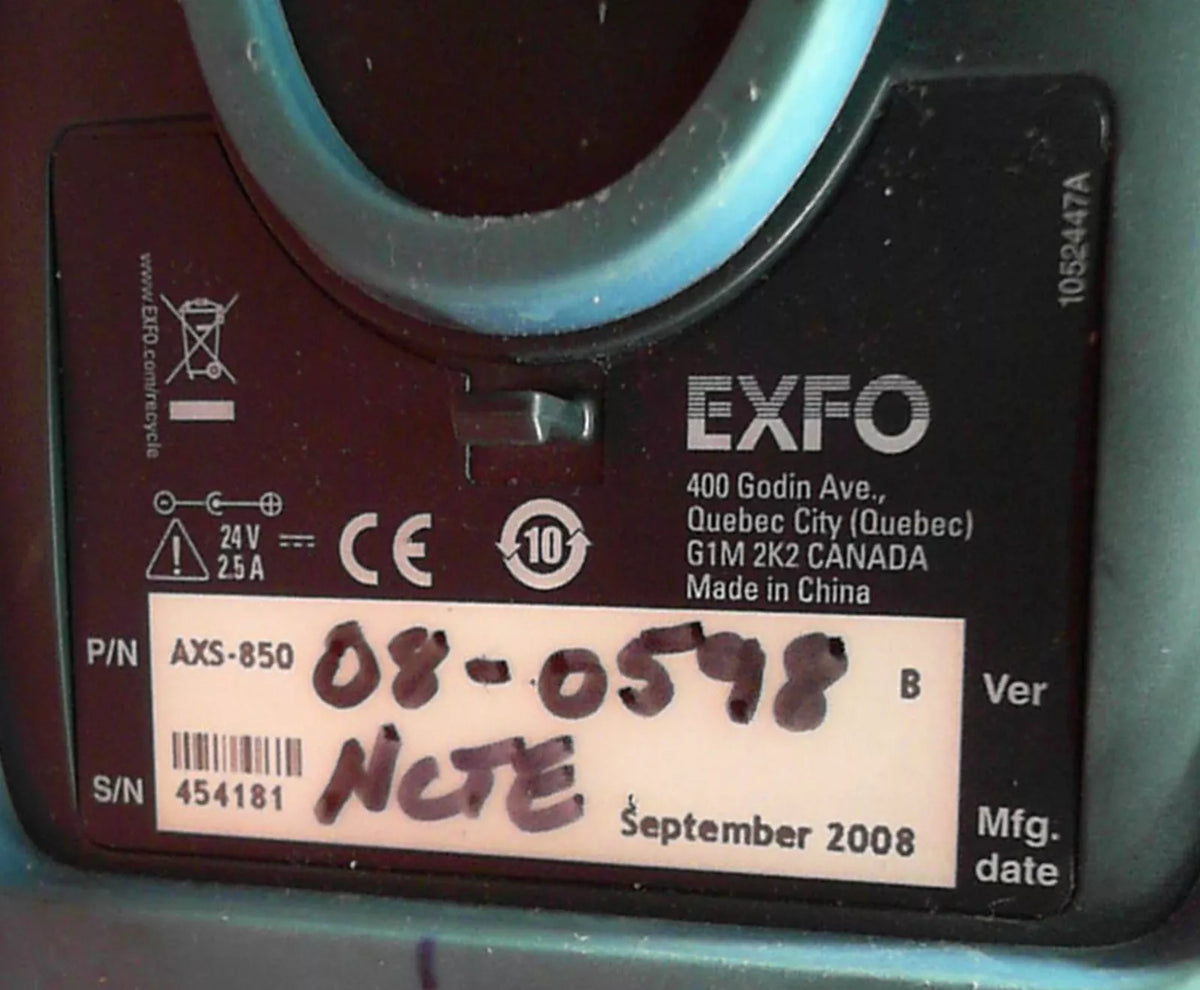 1052447A
www.EXFO.com/recycle
EXFO
400 Godin Ave.,
Quebec City (Quebec)
G1M 2K2 CANADA
Made in China
24 V
2.5 A
CE
10
P/N AXS-850 08-0598 B Ver
NCTE
S/N 454181
September 2008 Mfg.
date